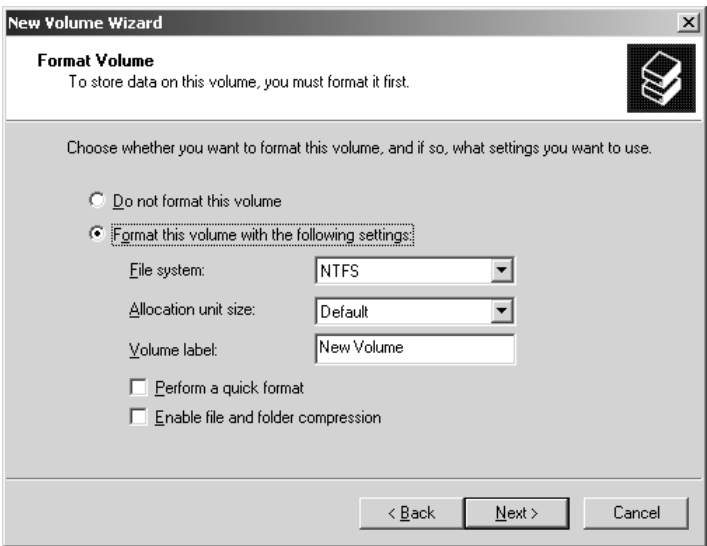 New Volume Wizard
Format Volume
To store data on this volume, you must format it first.
Choose whether you want to format this volume, and if so, what settings you want to use.
Do not format this volume
Format this volume with the following settings:
File system: NTFS
Allocation unit size: Default
Volume label: New Volume
Perform a quick format
Enable file and folder compression
< Back Next > Cancel